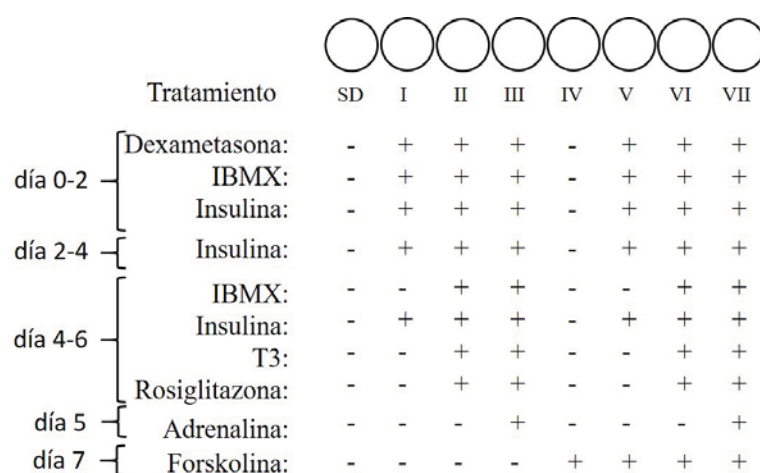 Tratamiento SD I II III IV V VI VII
día 0-2 Dexametasona: - + + + - + + +
IBMX: - + + + - + + +
Insulina: - + + + - + + +
día 2-4 Insulina: - + + + - + + +
día 4-6 IBMX: - - + + - - + +
Insulina: - + + + - + + +
T3: - - + + - - + +
Rosiglitazona: - - + + - - + +
día 5 Adrenalina: - - - + - - - +
día 7 Forskolina: - - - - + + + +